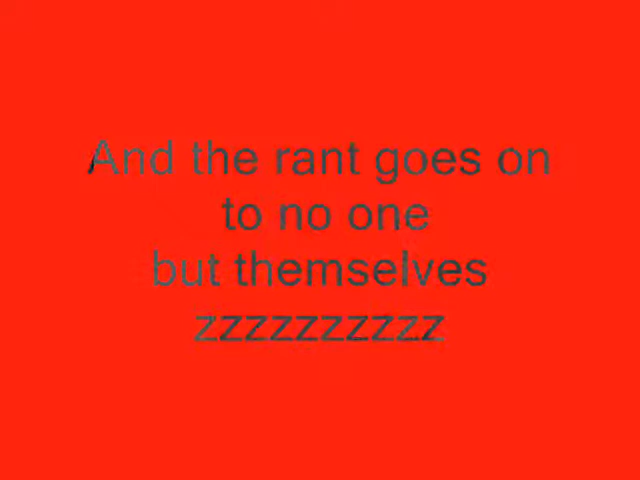 And the rant goes on
to no one
but themselves
zzzzzzzzzz